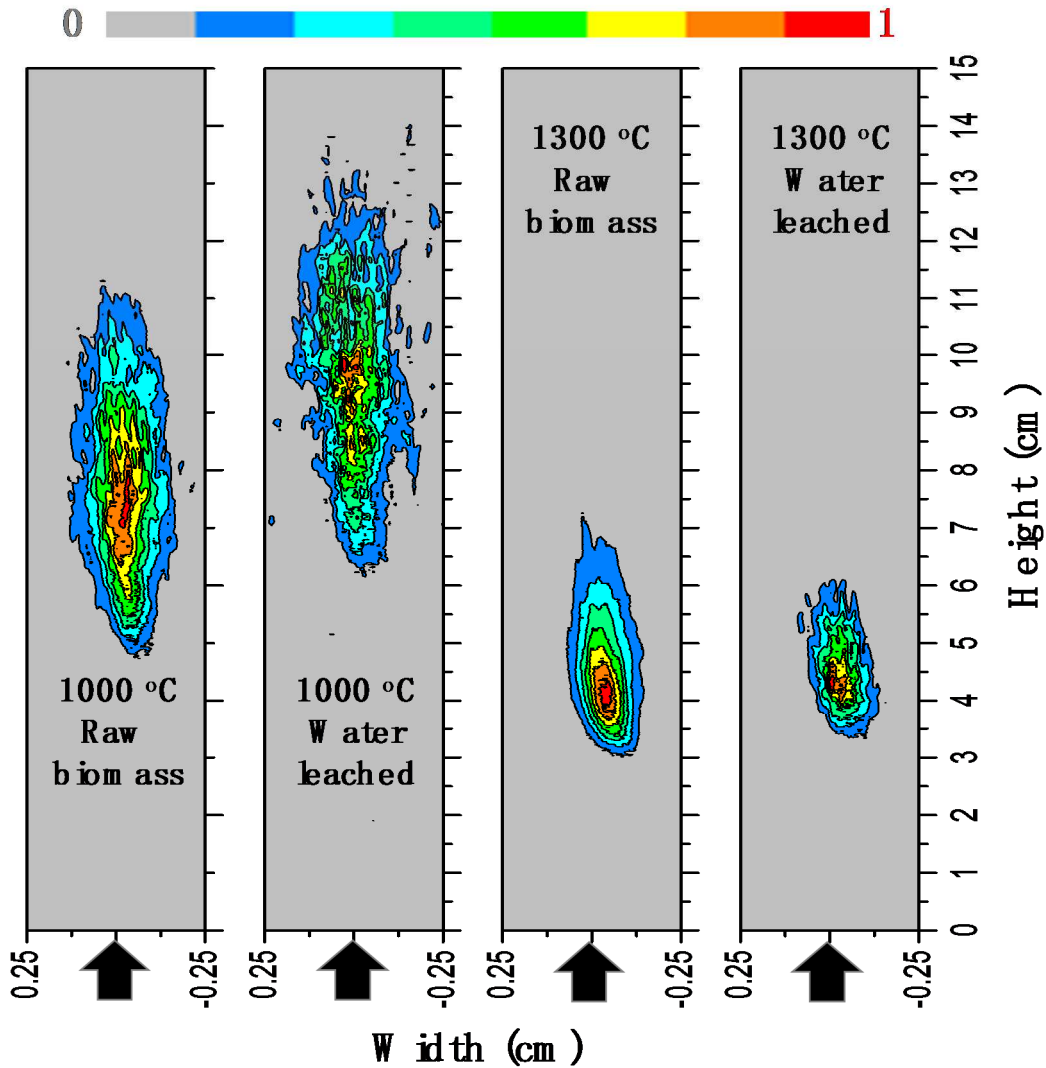 0 1
1000 °C
Raw
biomass
1000 °C
Water
leached
1300 °C
Raw
biomass
1300 °C
Water
leached
15
14
13
12
11
10
9
8
7
6
5
4
3
2
1
0
Height (cm)
0.25 -0.25 0.25 -0.25 0.25 -0.25 0.25 -0.25
Width (cm)